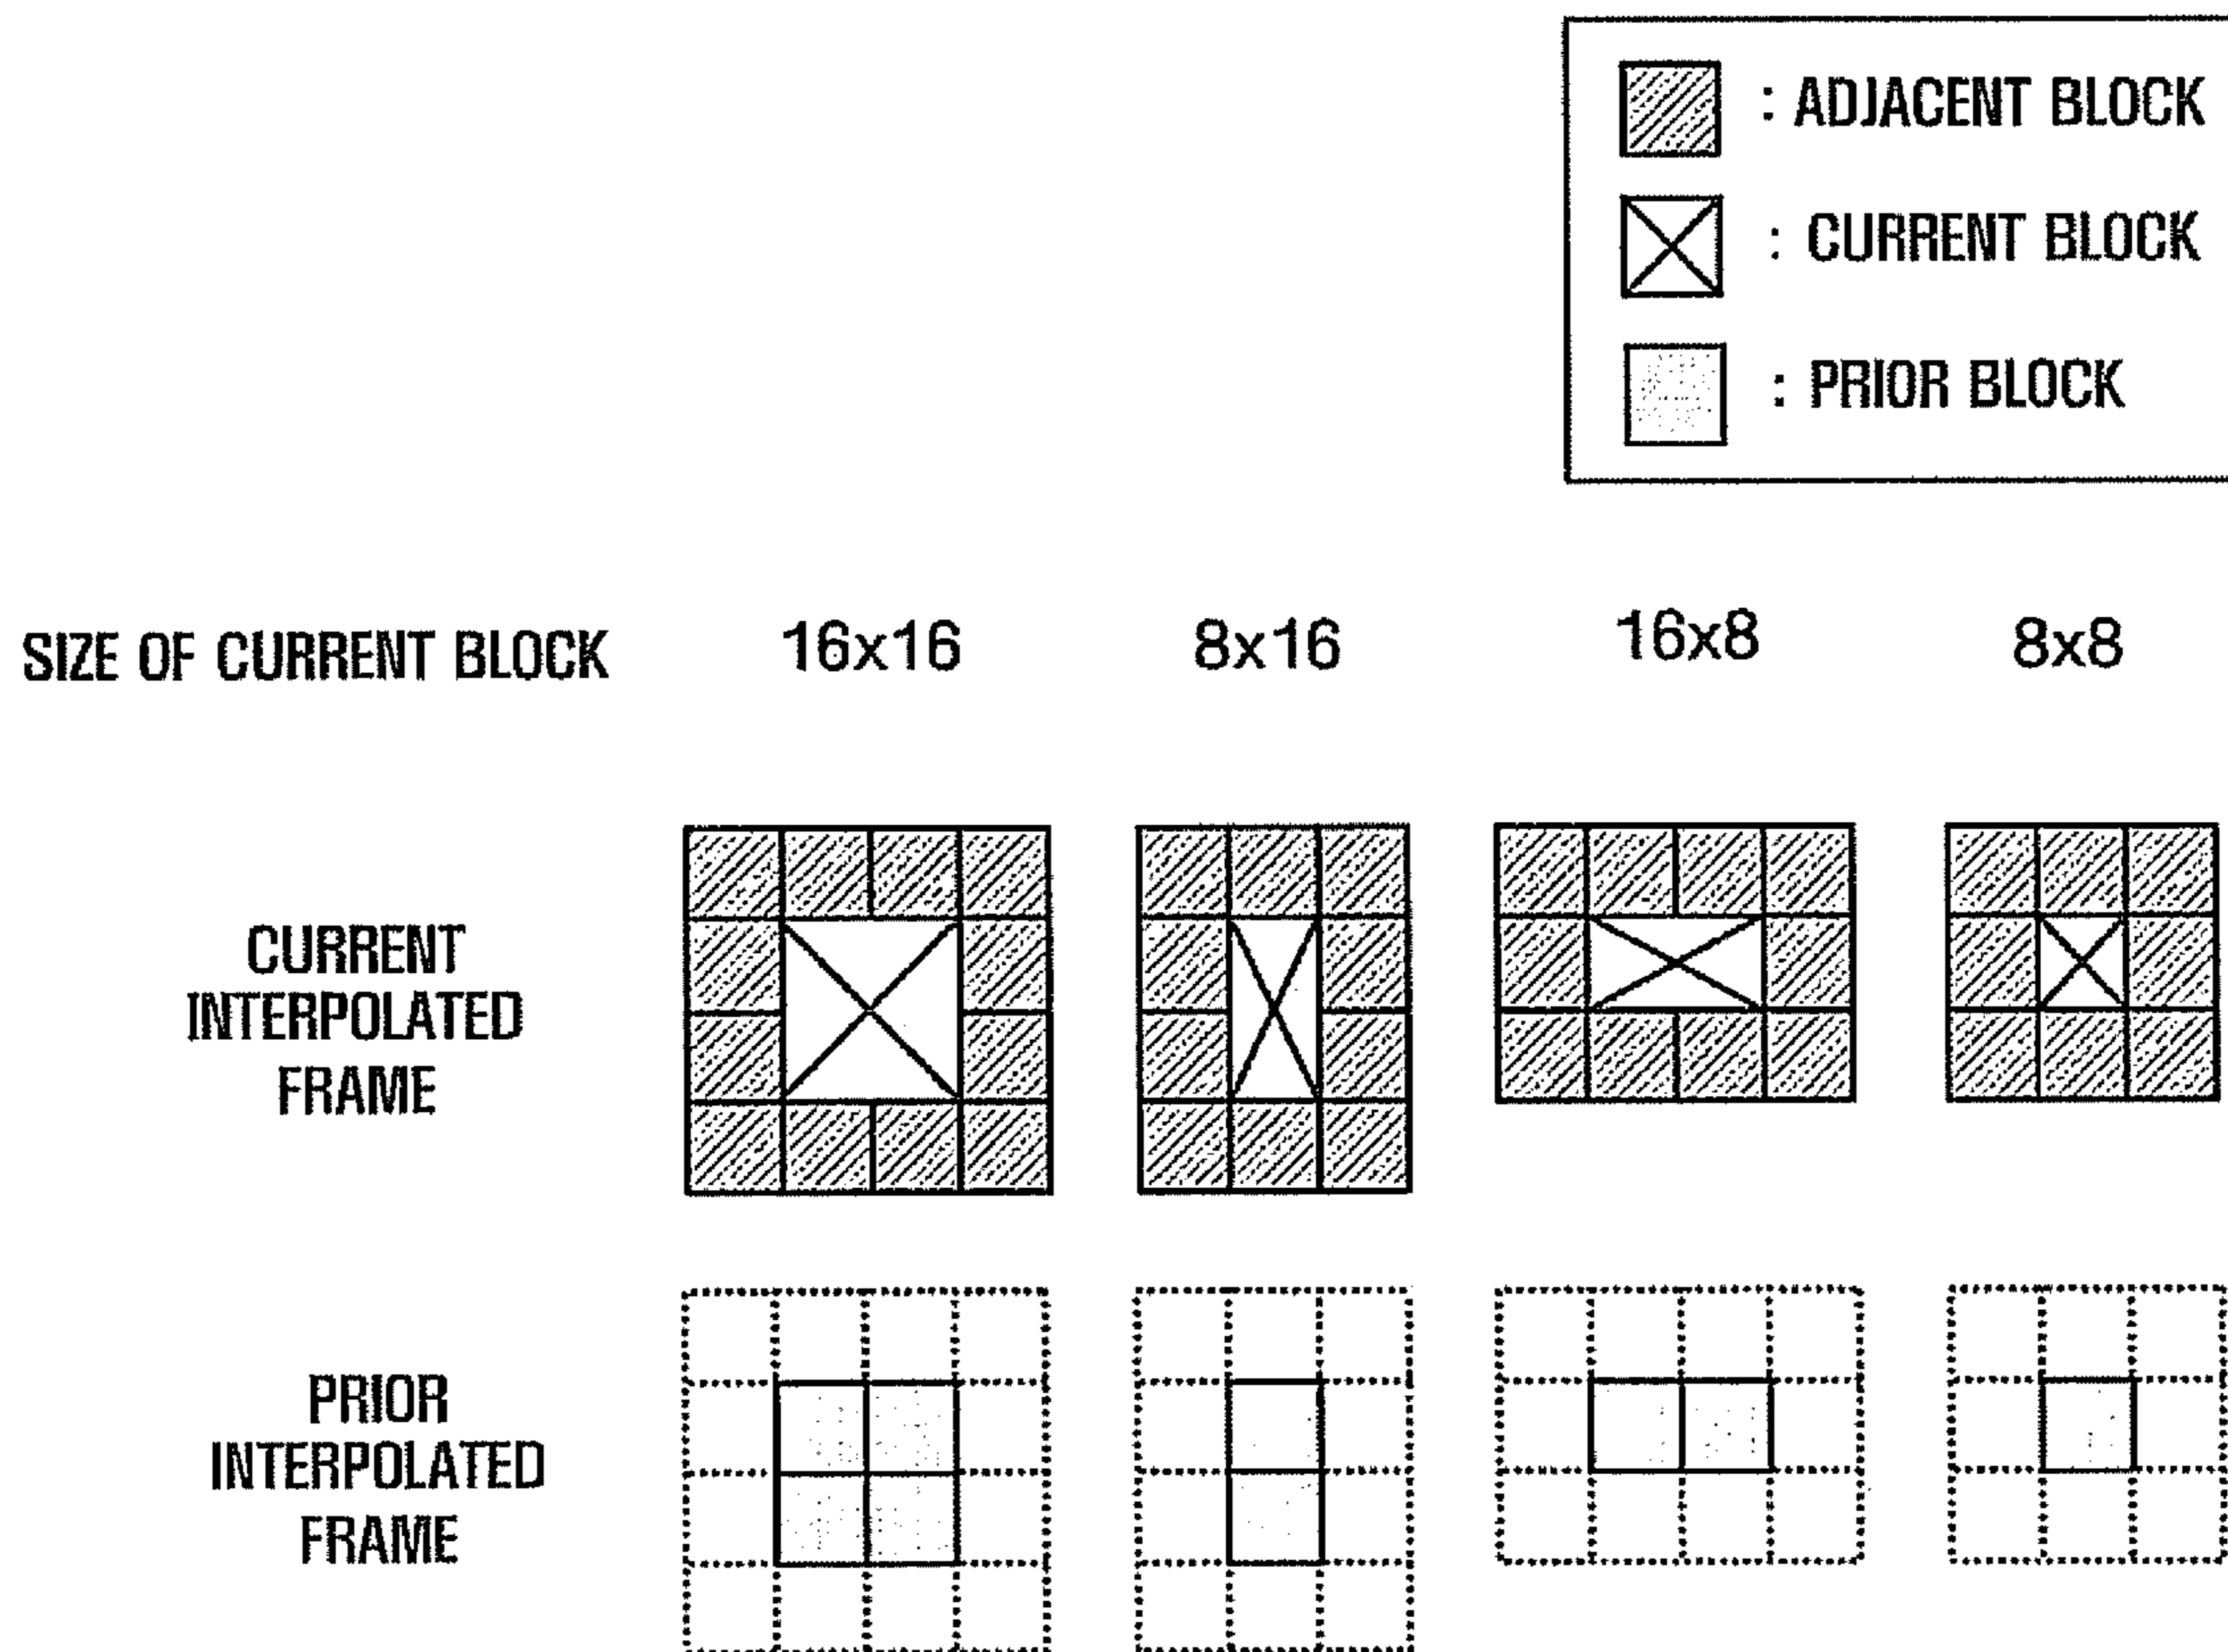 : ADJACENT BLOCK
: CURRENT BLOCK
: PRIOR BLOCK
SIZE OF CURRENT BLOCK 16x16 8x16 16x8 8x8
CURRENT
INTERPOLATED
FRAME
PRIOR
INTERPOLATED
FRAME